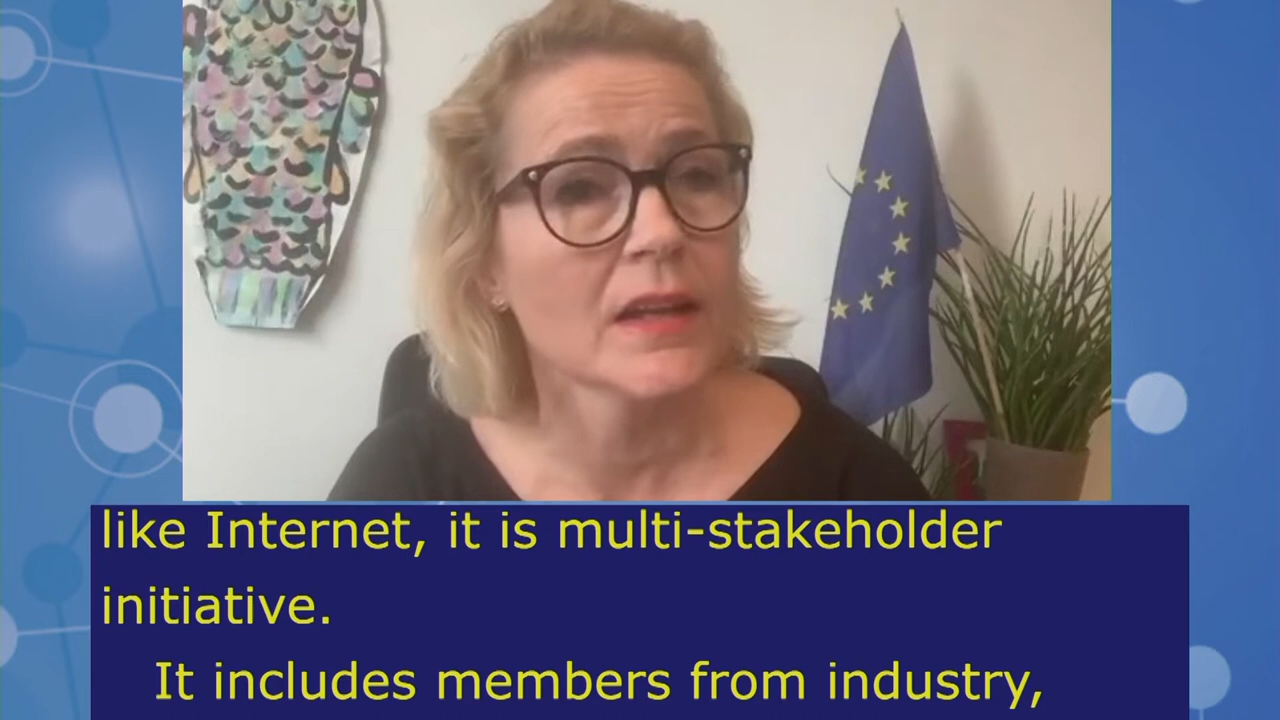 like Internet, it is multi-stakeholder
initiative.
It includes members from industry,